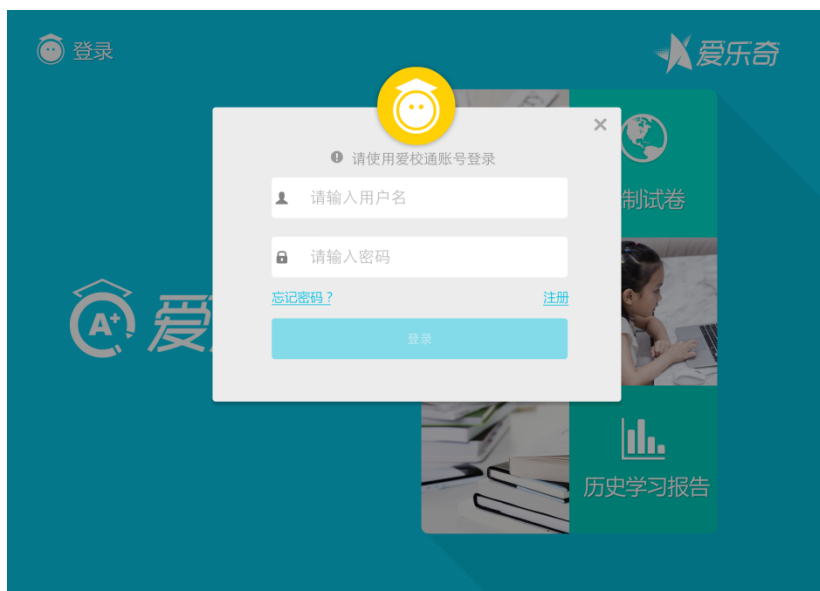 登录
爱乐奇
请使用爱校通账号登录
请输入用户名
制试卷
请输入密码
忘记密码？
注册
A+
爱
登录
历史学习报告